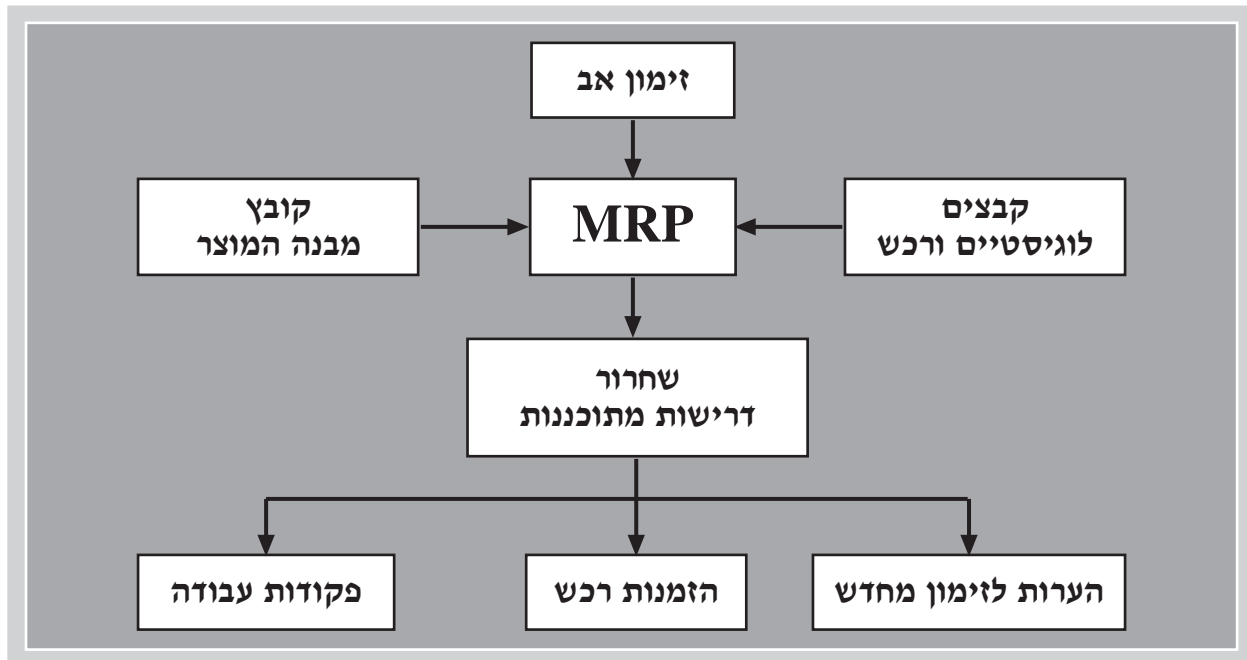 זימון אב
קבצים
לוגיסטיים ורכש
MRP
קובץ
מבנה המוצר
שחרור
דרישות מתוכננות
הערות לזימון מחדש
הזמנות רכש
פקודות עבודה